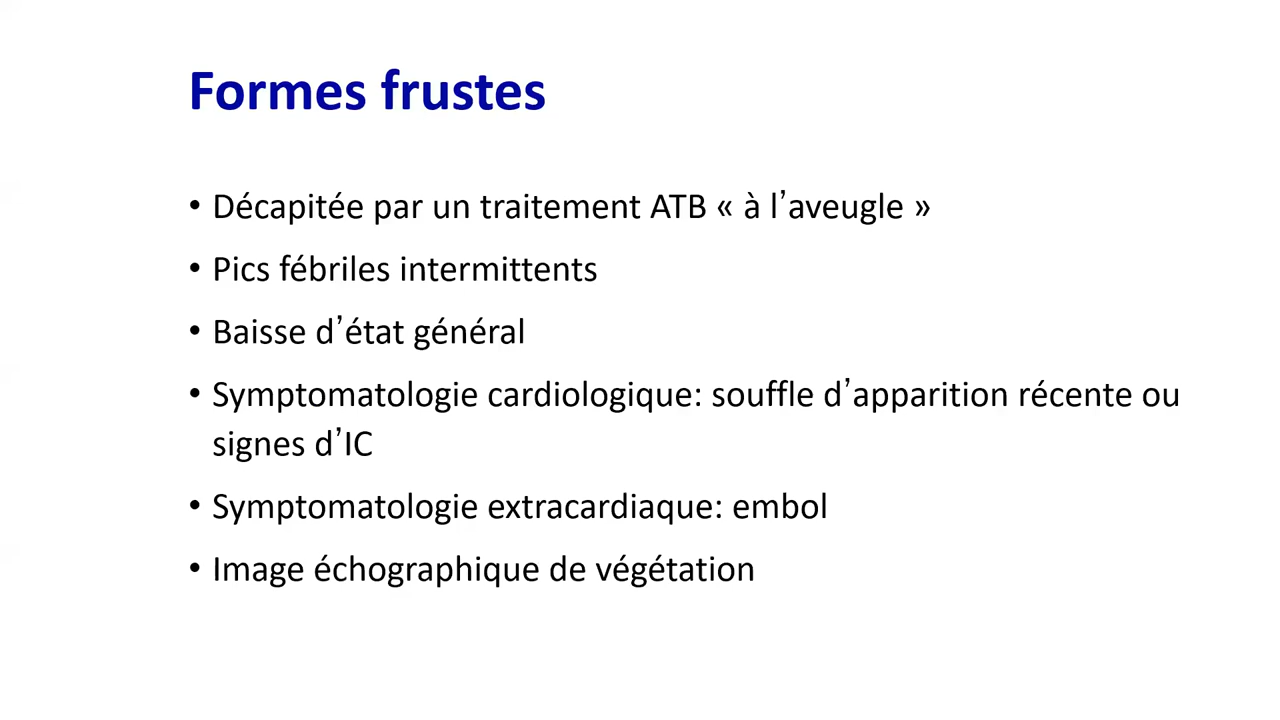 Formes frustes
• Décapitée par un traitement ATB « à l’aveugle »
• Pics fébriles intermittents
• Baisse d’état général
• Symptomatologie cardiologique: souffle d’apparition récente ou
signes d’IC
• Symptomatologie extracardiaque: embol
• Image échographique de végétation